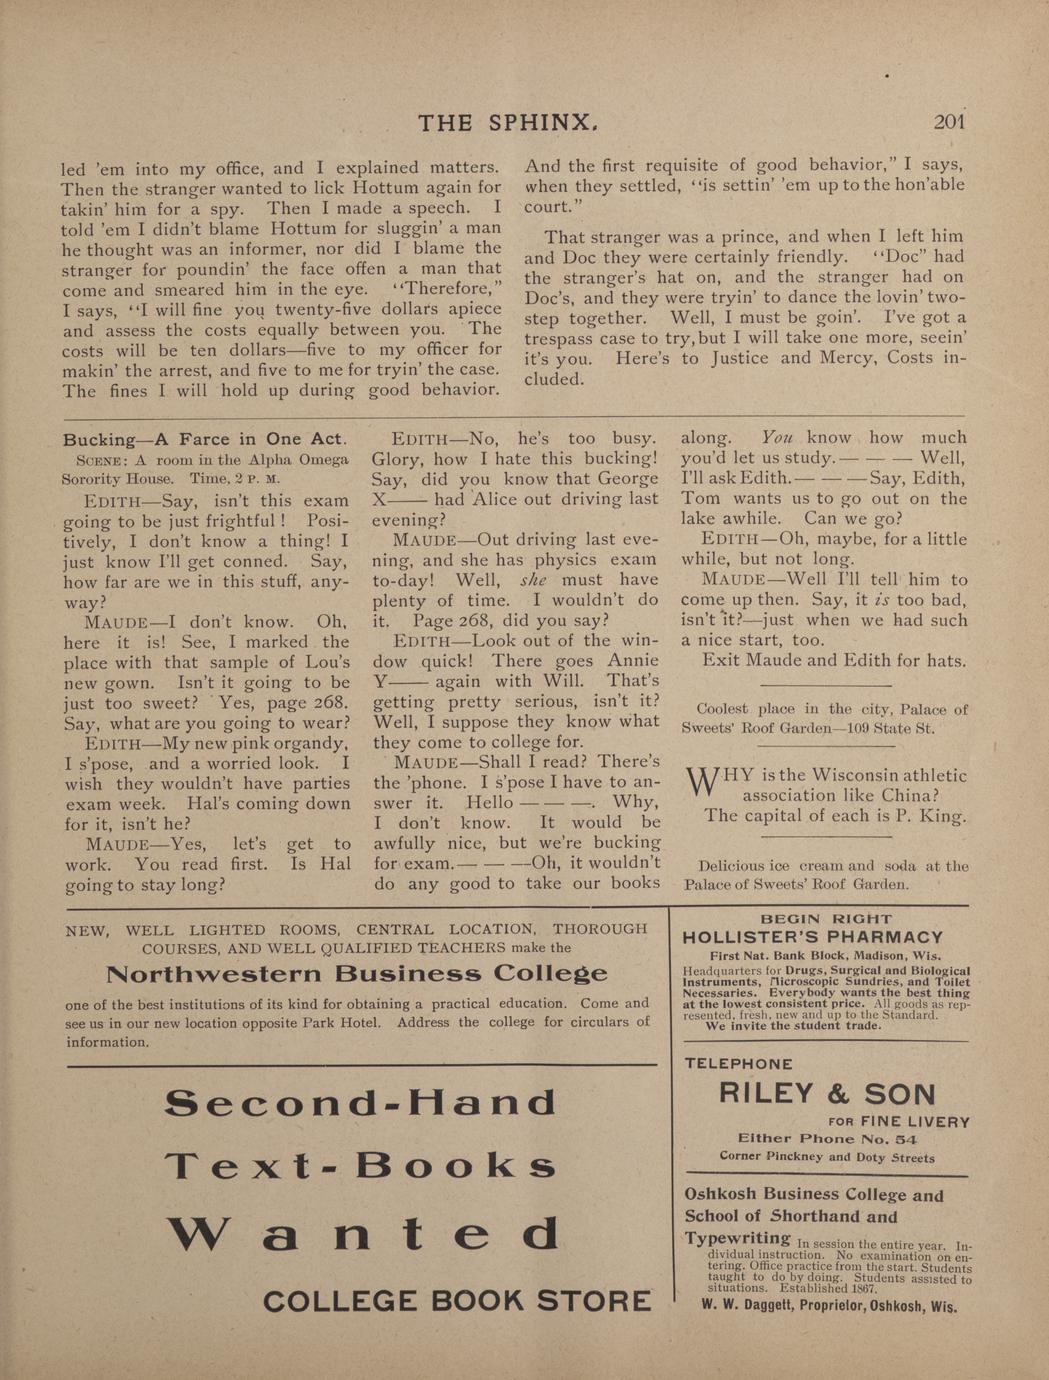 THE SPHINX.
201
led 'em into my office, and I explained matters.
Then the stranger wanted to lick Hottum again for
takin' him for a spy. Then I made a speech. I
told 'em I didn't blame Hottum for sluggin' a man
he thought was an informer, nor did I blame the
stranger for poundin' the face offen a man that
come and smeared him in the eye. "Therefore,"
I says, "I will fine you twenty-five dollars apiece
and assess the costs equally between you. The
costs will be ten dollars—five to my officer for
makin' the arrest, and five to me for tryin' the case.
The fines I will hold up during good behavior.
And the first requisite of good behavior," I says,
when they settled, "is settin' 'em up to the hon'able
court."
That stranger was a prince, and when I left him
and Doc they were certainly friendly. "Doc" had
the stranger's hat on, and the stranger had on
Doc's, and they were tryin' to dance the lovin' two-
step together. Well, I must be goin'. I've got a
trespass case to try, but I will take one more, seein'
it's you. Here's to Justice and Mercy, Costs in-
cluded.
Bucking—A Farce in One Act.
SCENE: A room in the Alpha Omega
Sorority House. Time, 2 P. M.
EDITH—Say, isn't this exam
going to be just frightful! Posi-
tively, I don't know a thing! I
just know I'll get conned. Say,
how far are we in this stuff, any-
way?
MAUDE—I don't know. Oh,
here it is! See, I marked the
place with that sample of Lou's
new gown. Isn't it going to be
just too sweet? Yes, page 268.
Say, what are you going to wear?
EDITH—My new pink organdy,
I s'pose, and a worried look. I
wish they wouldn't have parties
exam week. Hal's coming down
for it, isn't he?
MAUDE—Yes, let's get to
work. You read first. Is Hal
going to stay long?
EDITH—No, he's too busy.
Glory, how I hate this bucking!
Say, did you know that George
X—— had Alice out driving last
evening?
MAUDE—Out driving last eve-
ning, and she has physics exam
to-day! Well, she must have
plenty of time. I wouldn't do
it. Page 268, did you say?
EDITH—Look out of the win-
dow quick! There goes Annie
Y—— again with Will. That's
getting pretty serious, isn't it?
Well, I suppose they know what
they come to college for.
MAUDE—Shall I read? There's
the 'phone. I s'pose I have to an-
swer it. Hello — — —. Why,
I don't know. It would be
awfully nice, but we're bucking
for exam.— — —Oh, it wouldn't
do any good to take our books
along. You know how much
you'd let us study.— — — Well,
I'll ask Edith.— — —Say, Edith,
Tom wants us to go out on the
lake awhile. Can we go?
EDITH—Oh, maybe, for a little
while, but not long.
MAUDE—Well I'll tell him to
come up then. Say, it is too bad,
isn't it?—just when we had such
a nice start, too.
Exit Maude and Edith for hats.
Coolest place in the city, Palace of
Sweets' Roof Garden—109 State St.
WHY is the Wisconsin athletic
association like China?
The capital of each is P. King.
Delicious ice cream and soda at the
Palace of Sweets' Roof Garden.
NEW, WELL LIGHTED ROOMS, CENTRAL LOCATION, THOROUGH
COURSES, AND WELL QUALIFIED TEACHERS make the
Northwestern Business College
one of the best institutions of its kind for obtaining a practical education. Come and
see us in our new location opposite Park Hotel. Address the college for circulars of
information.
Second-Hand
Text-Books
Wanted
COLLEGE BOOK STORE
BEGIN RIGHT
HOLLISTER'S PHARMACY
First Nat. Bank Block, Madison, Wis.
Headquarters for Drugs, Surgical and Biological
Instruments, Microscopic Sundries, and Toilet
Necessaries. Everybody wants the best thing
at the lowest consistent price. All goods as rep-
resented, fresh, new and up to the Standard.
We invite the student trade.
TELEPHONE
RILEY & SON
FOR FINE LIVERY
Either Phone No. 54
Corner Pinckney and Doty Streets
Oshkosh Business College and
School of Shorthand and
Typewriting In session the entire year. In-
dividual instruction. No examination on en-
tering. Office practice from the start. Students
taught to do by doing. Students assisted to
situations. Established 1867.
W. W. Daggett, Proprietor, Oshkosh, Wis.